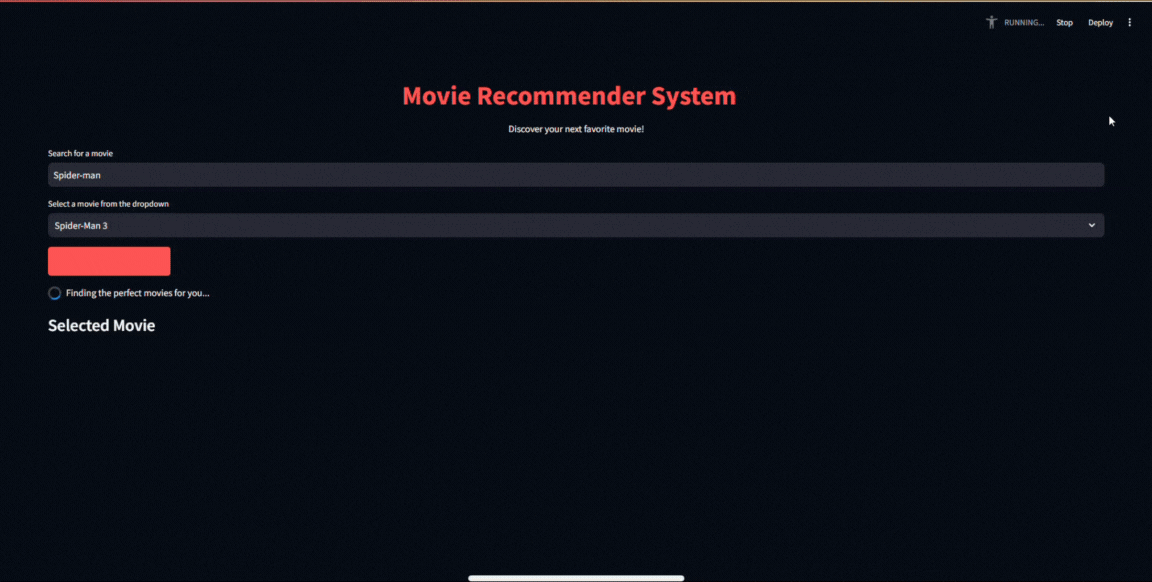 RUNNING... Stop Deploy
Movie Recommender System
Discover your next favorite movie!
Search for a movie
Spider-man
Select a movie from the dropdown
Spider-Man 3
Finding the perfect movies for you...
Selected Movie